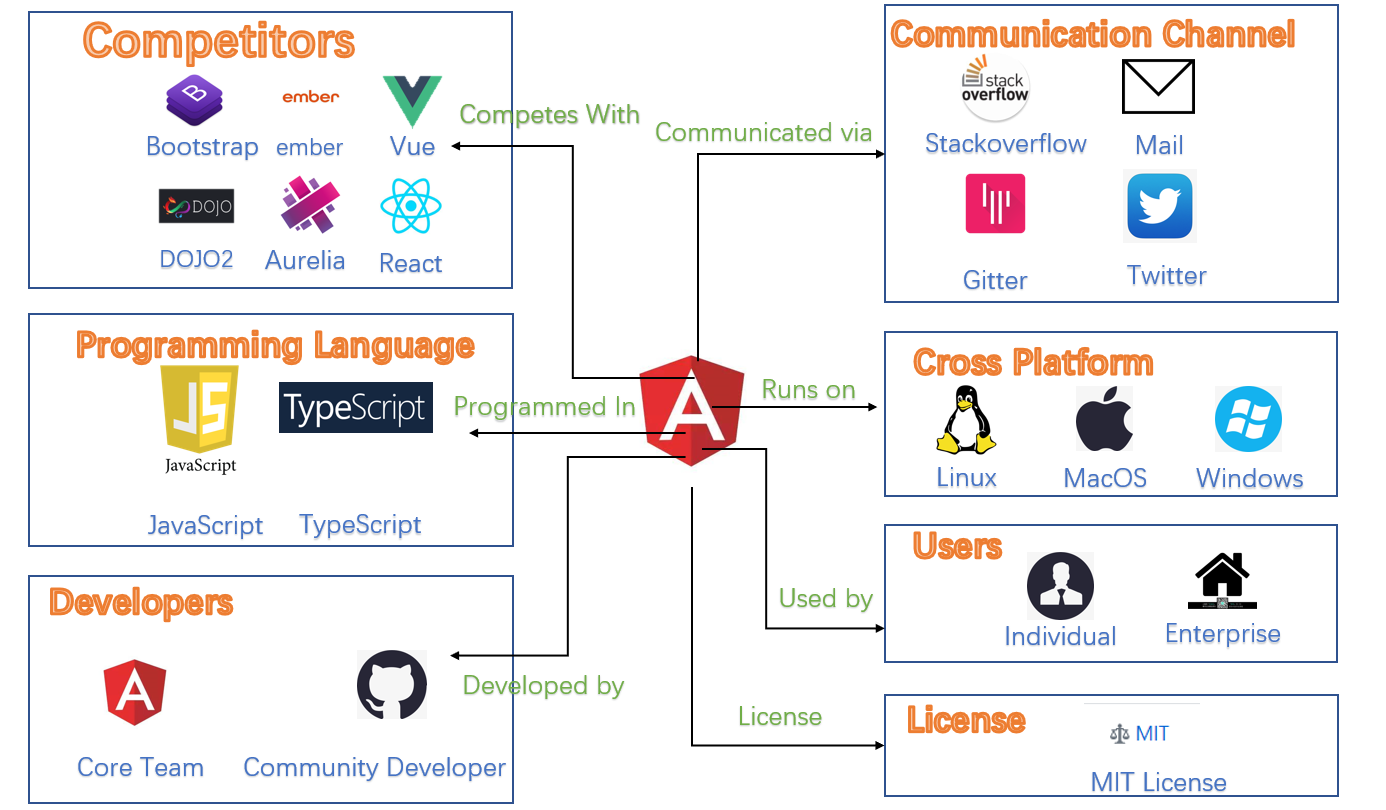 Competitors
B
ember
Bootstrap ember Vue
DOJO
DOJO2 Aurelia React
Competes With
Communication Channel
stack
overflow
Stackoverflow Mail
Gitter Twitter
Communicated via
Programming Language
JS
JavaScript
TypeScript
JavaScript TypeScript
Programmed In
A
Cross Platform
Linux MacOS Windows
Runs on
Developers
A
Core Team Community Developer
Developed by
Users
Individual Enterprise
Used by
License
MIT
MIT License
License